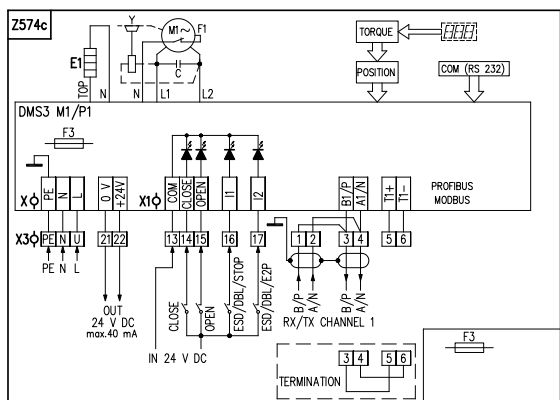 Z574c
Y
M1~
F1
TORQUE
E1
C
POSITION
COM (RS 232)
TOP
N
N
L1
L2
DMS3 M1/P1
F3
X
PE
N
L
0 V
+24V
X1
COM
CLOSE
OPEN
I1
I2
B1/P
A1/N
T1+
T1-
PROFIBUS
MODBUS
X3
PE
N
U
21
22
13
14
15
16
17
1
2
3
4
5
6
PE N L
OUT
24 V DC
max.40 mA
CLOSE
OPEN
ESD/DBL/STOP
ESD/DBL/E2P
B/P
A/N
B/P
A/N
RX/TX CHANNEL 1
IN 24 V DC
3
4
5
6
TERMINATION
F3